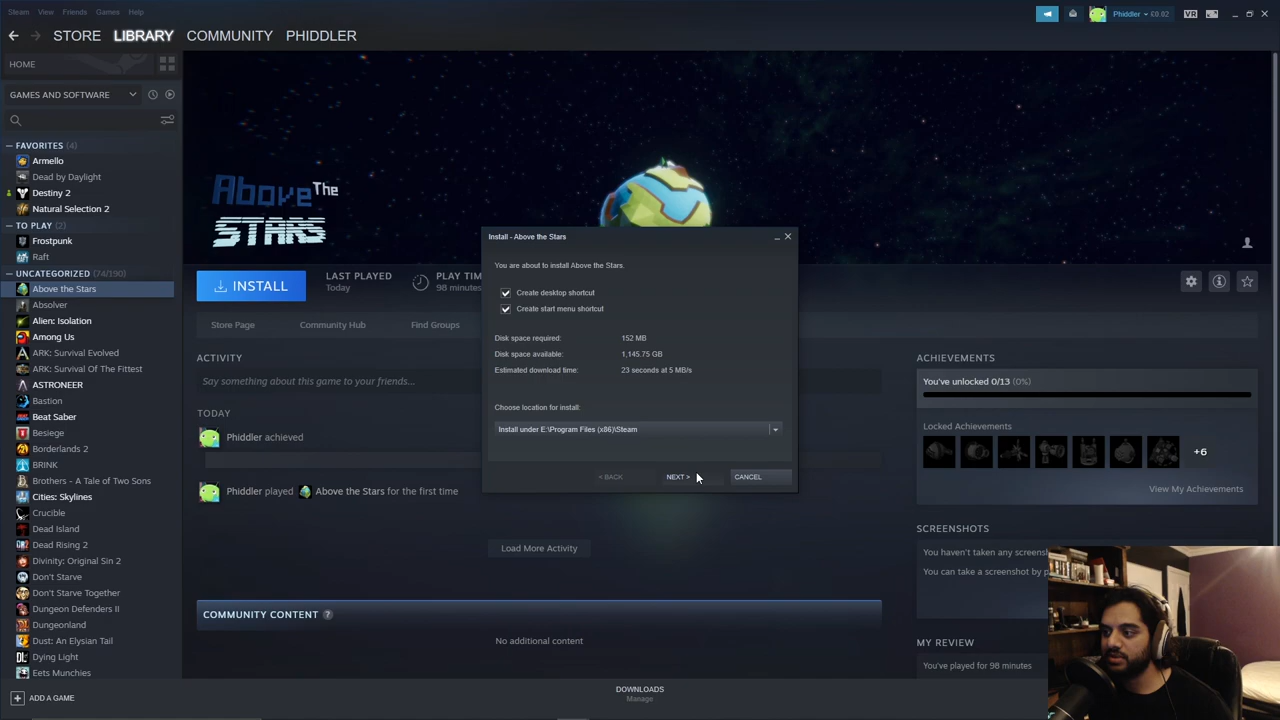 Steam View Friends Games Help
Phiddler £0.02 VR
STORE LIBRARY COMMUNITY PHIDDLER
HOME
GAMES AND SOFTWARE
FAVORITES (4)
Armello
Dead by Daylight
Destiny 2
Natural Selection 2
TO PLAY (2)
Frostpunk
Raft
UNCATEGORIZED (74/190)
Above the Stars
Absolver
Alien: Isolation
Among Us
ARK: Survival Evolved
ARK: Survival Of The Fittest
ASTRONEER
Bastion
Beat Saber
Besiege
BRINK
Brothers - A Tale of Two Sons
Cities: Skylines
Crucible
Dead Island
Dead Rising 2
Divinity: Original Sin 2
Don't Starve
Don't Starve Together
Dungeon Defenders II
Dungeonland
Dust: An Elysian Tail
Dying Light
Eets Munchies
ADD A GAME
Above The
STARS
INSTALL
LAST PLAYED
Today
PLAY TIM
98 minutes
Store Page Community Hub Find Groups
ACTIVITY
Say something about this game to your friends...
TODAY
Phiddler achieved
Phiddler played Above the Stars for the first time
Load More Activity
COMMUNITY CONTENT ?
No additional content
Install - Above the Stars
You are about to install Above the Stars.
Create desktop shortcut
Create start menu shortcut
Disk space required: 152 MB
Disk space available: 1,145.75 GB
Estimated download time: 23 seconds at 5 MB/s
Choose location for install:
Install under E:\Program Files (x86)\Steam
< BACK NEXT > CANCEL
ACHIEVEMENTS
You've unlocked 0/13 (0%)
Locked Achievements
+6
View My Achievements
SCREENSHOTS
You haven't taken any screensh
You can take a screenshot by p
MY REVIEW
You've played for 98 minutes
DOWNLOADS
Manage